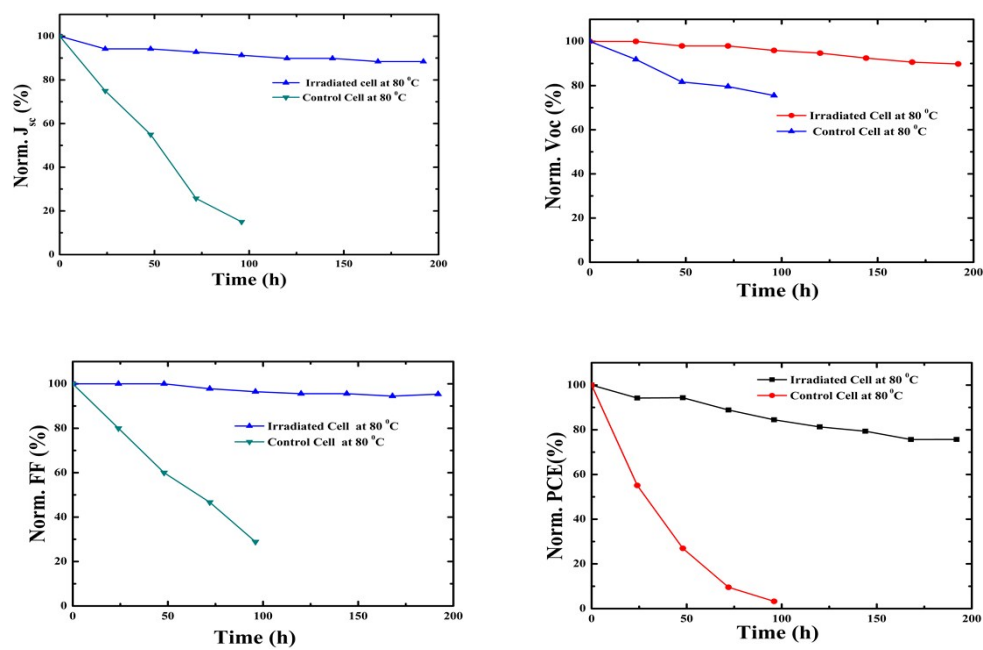 Norm. Jsc (%)
100
80
60
40
20
0
Irradiated cell at 80 °C
Control Cell at 80 °C
0 50 100 150 200
Time (h)
Norm. Voc (%)
100
80
60
40
20
0
Irradiated Cell at 80 °C
Control Cell at 80 °C
0 50 100 150 200
Time (h)
Norm. FF (%)
100
80
60
40
20
0
Irradiated Cell at 80 °C
Control Cell at 80 °C
0 50 100 150 200
Time (h)
Norm. PCE(%)
100
80
60
40
20
0
Irradiated Cell at 80 °C
Control Cell at 80 °C
0 50 100 150 200
Time (h)